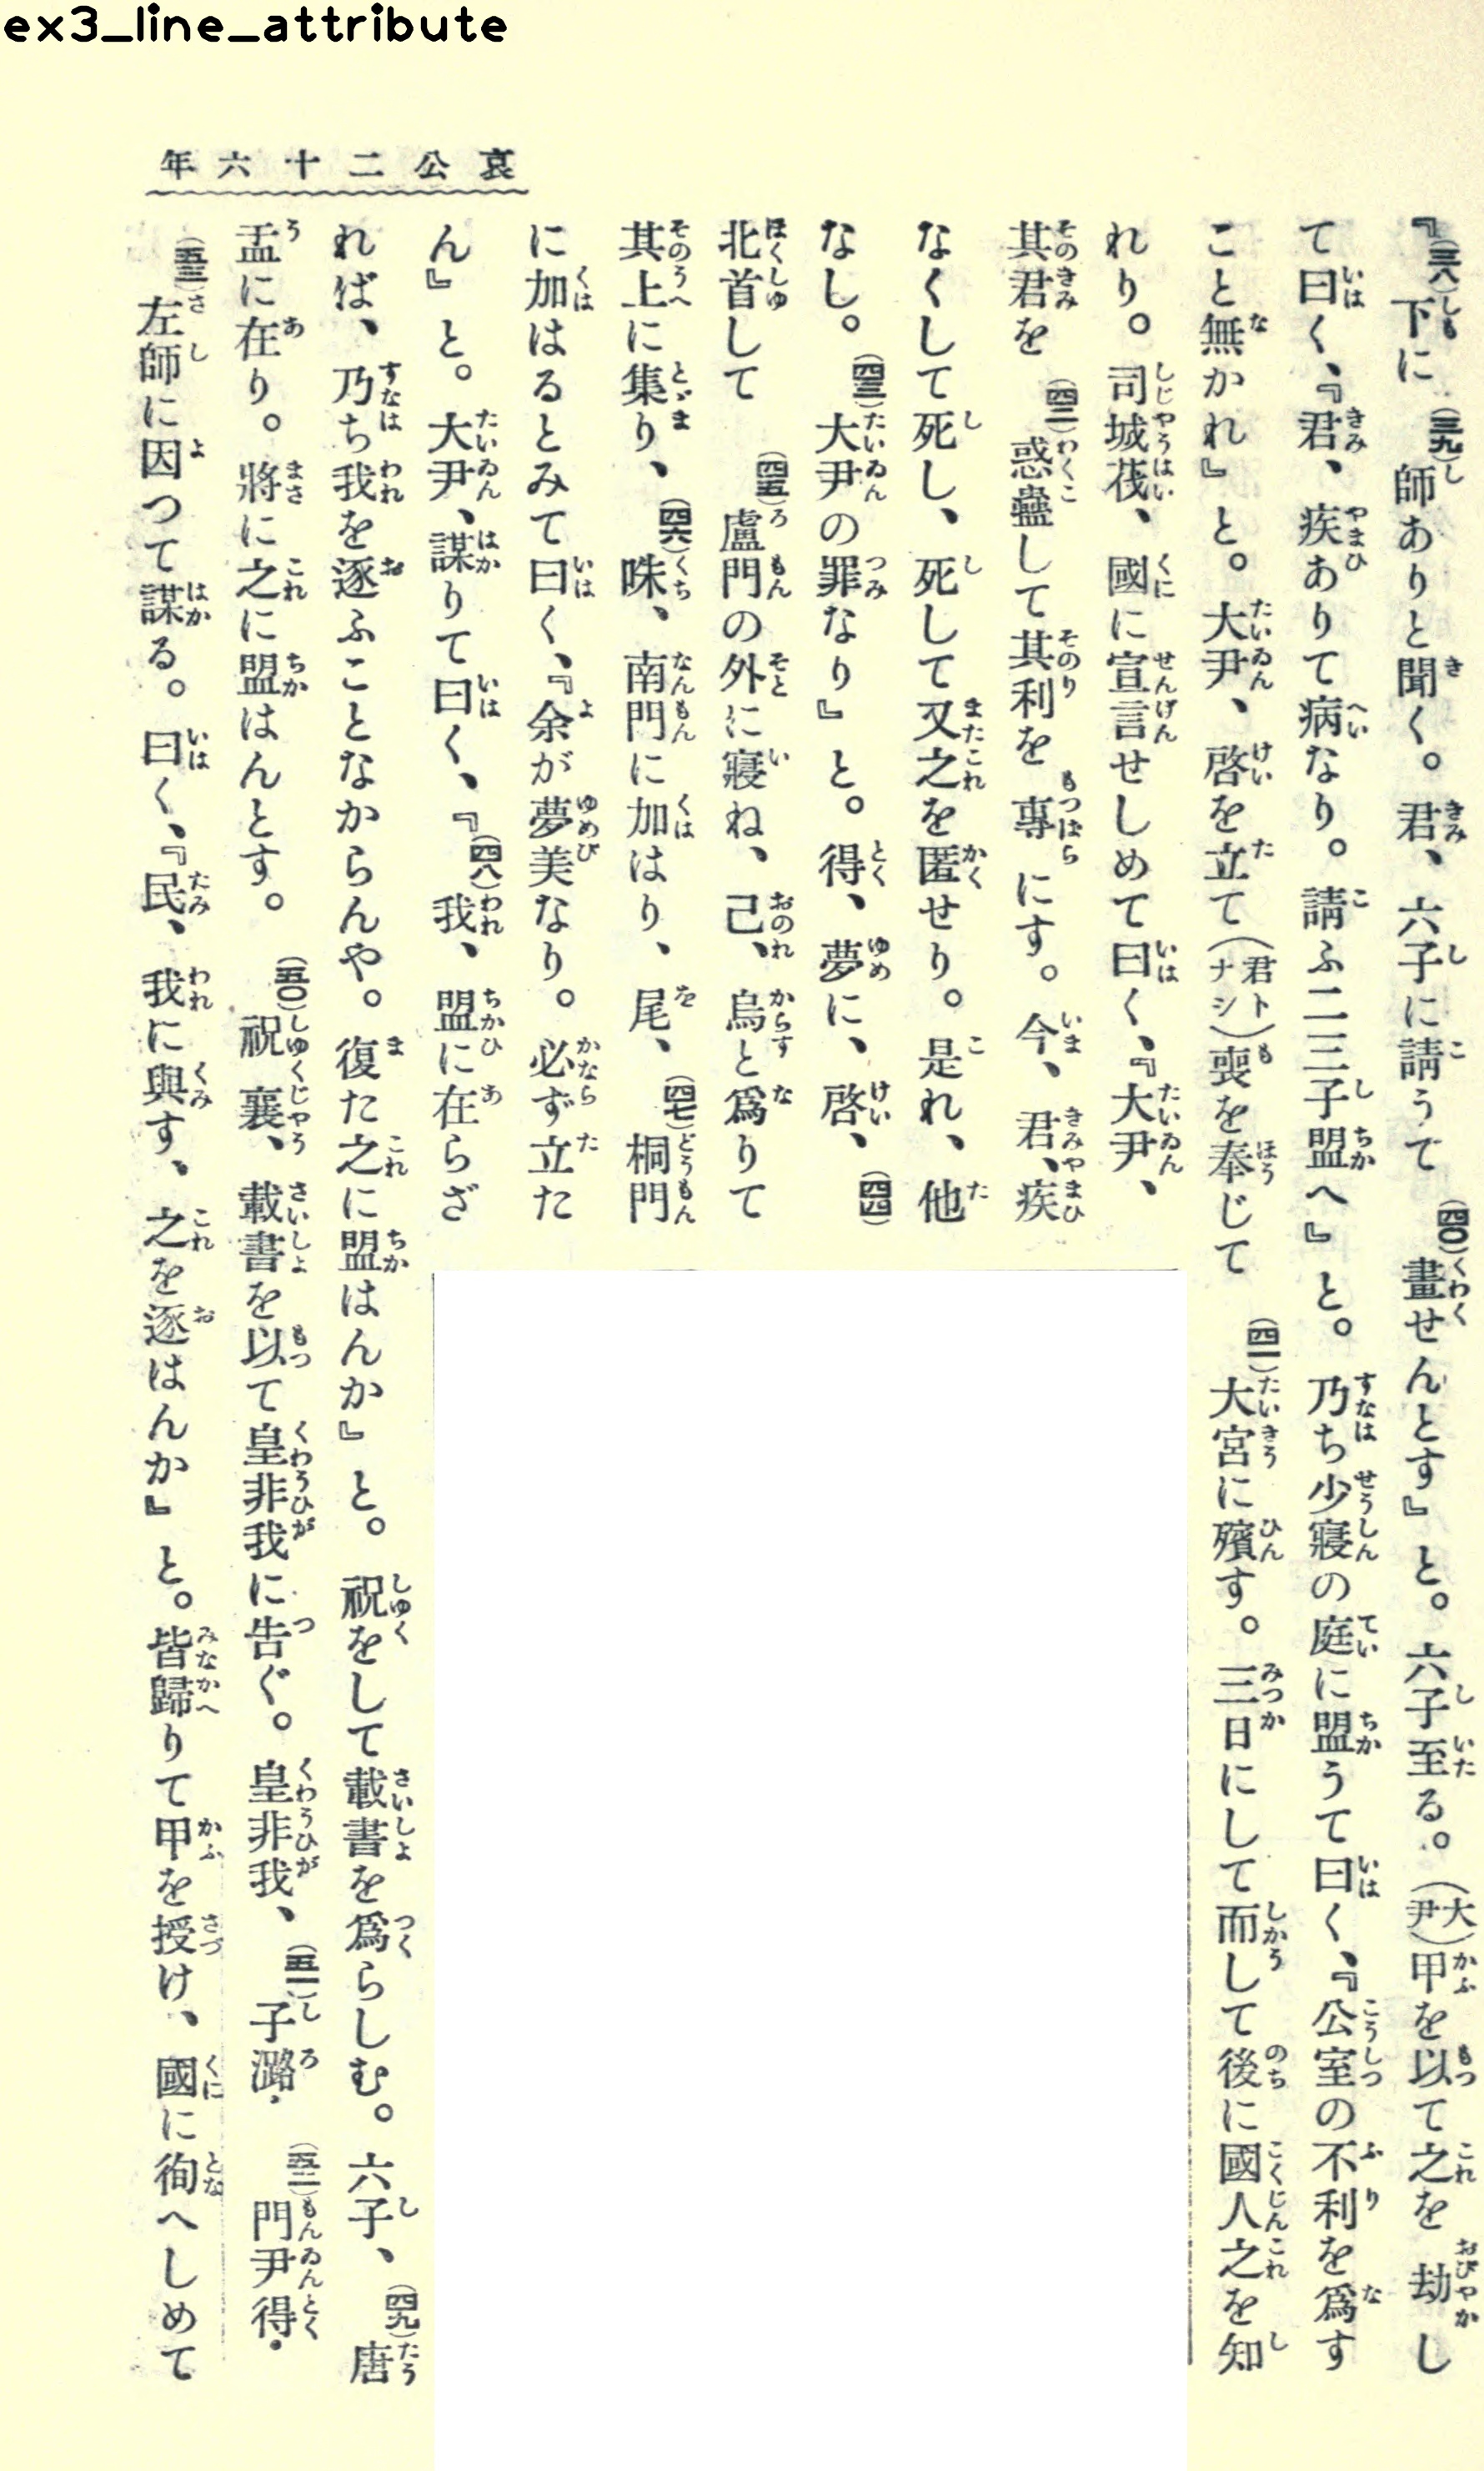 ex3_line_attribute
哀公二十六年
『(三八)下に(三九)師ありと聞く。君、六子に請うて(四〇)畫せんとす』と。六子至る。(大尹)甲を以て之を劫し
て曰く、『君、疾ありて病なり。請ふ二三子盟へ』と。乃ち少寢の庭に盟うて曰く、『公室の不利を爲す
こと無かれ』と。大尹、啓を立て(君トナシ)喪を奉じて(四一)大宮に殯す。三日にして而して後に國人之を知
れり。司城茷、國に宣言せしめて曰く、『大尹、
其君を(四二)惑蠱して其利を專にす。今、君、疾
なくして死し、死して又之を匿せり。是れ、他
なし。(四三)大尹の罪なり』と。得、夢に、啓、(四四)
北首して(四五)盧門の外に寢ね、己、烏と爲りて
其上に集り、(四六)咮、南門に加はり、尾、(四七)桐門
に加はるとみて曰く、『余が夢美なり。必ず立た
ん』と。大尹、謀りて曰く、『(四八)我、盟に在らざ
れば、乃ち我を逐ふことなからんや。復た之に盟はんか』と。祝をして載書を爲らしむ。六子、(四九)唐
盂に在り。將に之に盟はんとす。(五〇)祝襄、載書を以て皇非我に告ぐ。皇非我、(五一)子潞・(五二)門尹得・
(五三)左師に因つて謀る。曰く、『民、我に與す、之を逐はんか』と。皆歸りて甲を授け、國に徇へしめて